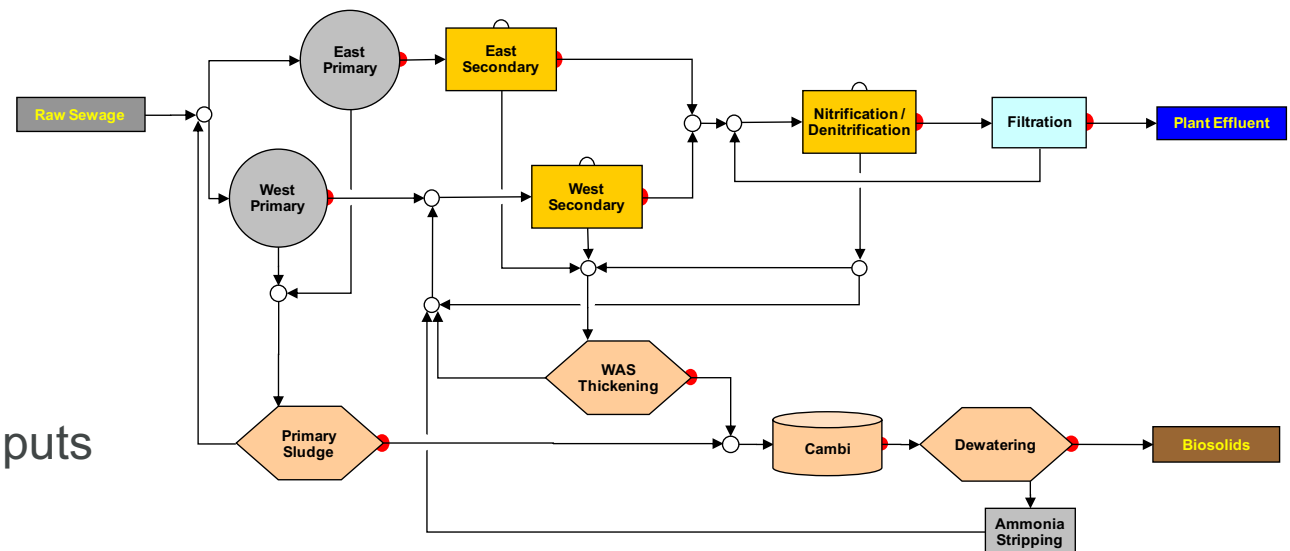 East
Primary
East
Secondary
Raw Sewage
Nitrification /
Denitrification
Filtration
Plant Effluent
West
Primary
West
Secondary
WAS
Thickening
puts
Primary
Sludge
Cambi
Dewatering
Biosolids
Ammonia
Stripping